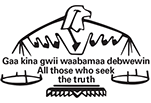 Gaa kina gwii waabamaa debwewin
All those who seek
the truth